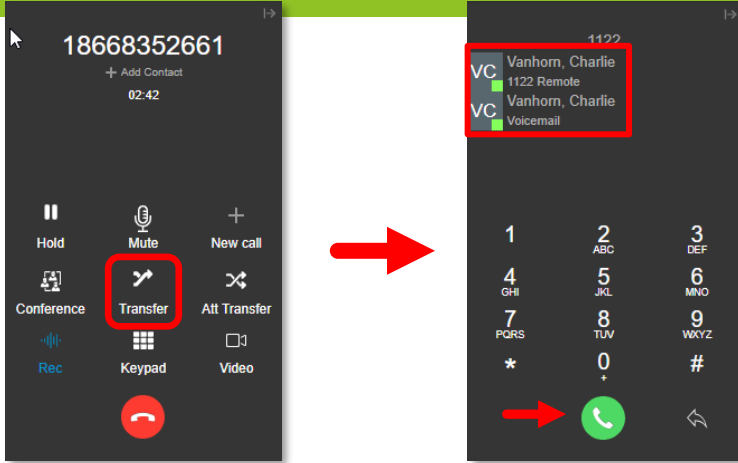 18668352661
+ Add Contact
02:42
Hold Mute New call
Conference Transfer Att Transfer
Rec Keypad Video
1122
VC Vanhorn, Charlie
1122 Remote
VC Vanhorn, Charlie
Voicemail
1 2 3
ABC DEF
4 5 6
GHI JKL MNO
7 8 9
PQRS TUV WXYZ
* 0 #
+